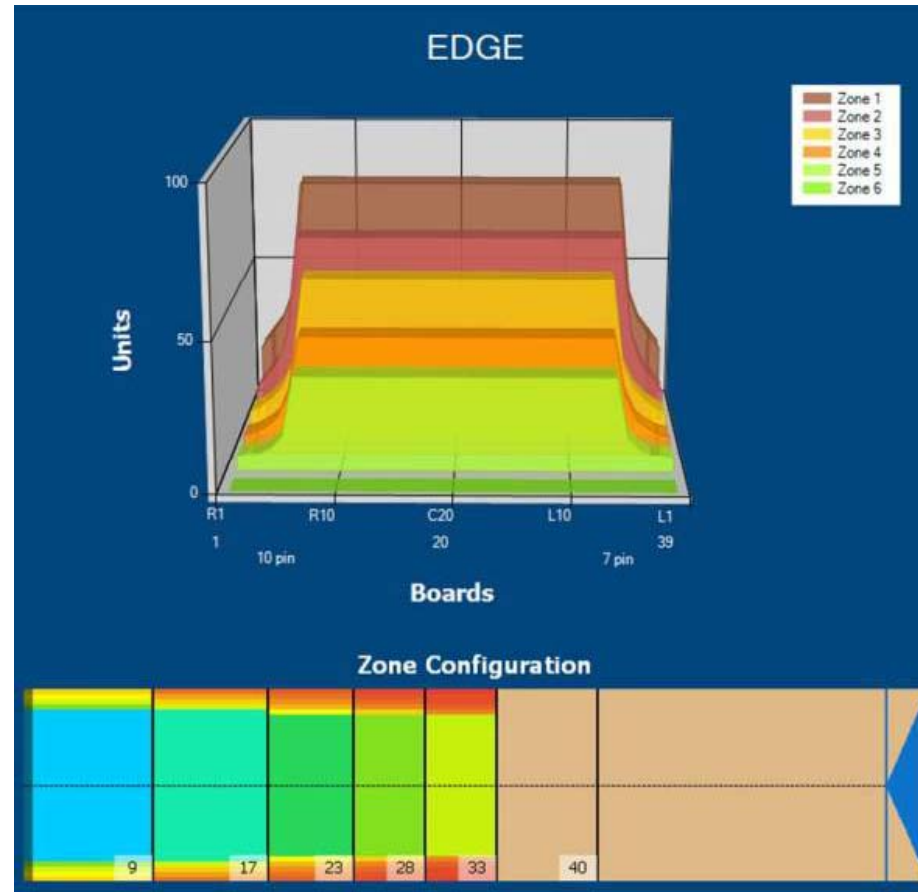 EDGE
Zone 1
Zone 2
Zone 3
Zone 4
Zone 5
Zone 6
100
50
0
Units
R1 R10 C20 L10 L1
1 20 39
10 pin 7 pin
Boards
Zone Configuration
9 17 23 28 33 40